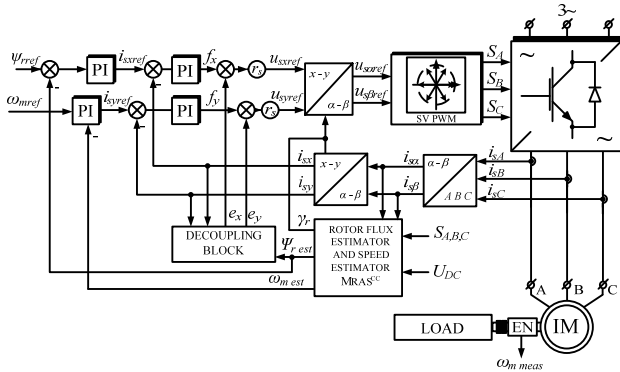 3~
ψrref
PI
isxref
PI
fx
rs
usxref
x - y
α - β
usαref
usβref
SV PWM
SA
SB
SC
~
~
ωmref
PI
isyref
PI
fy
rs
usyref
isx
isy
x - y
α - β
isα
isβ
α - β
A B C
isA
isB
isC
ex ey
γr
DECOUPLING
BLOCK
Ψr est
ωm est
ROTOR FLUX
ESTIMATOR
AND SPEED
ESTIMATOR
MRASCC
SA,B,C
UDC
A
B
C
LOAD
EN
IM
ωm meas
-
-
-
-